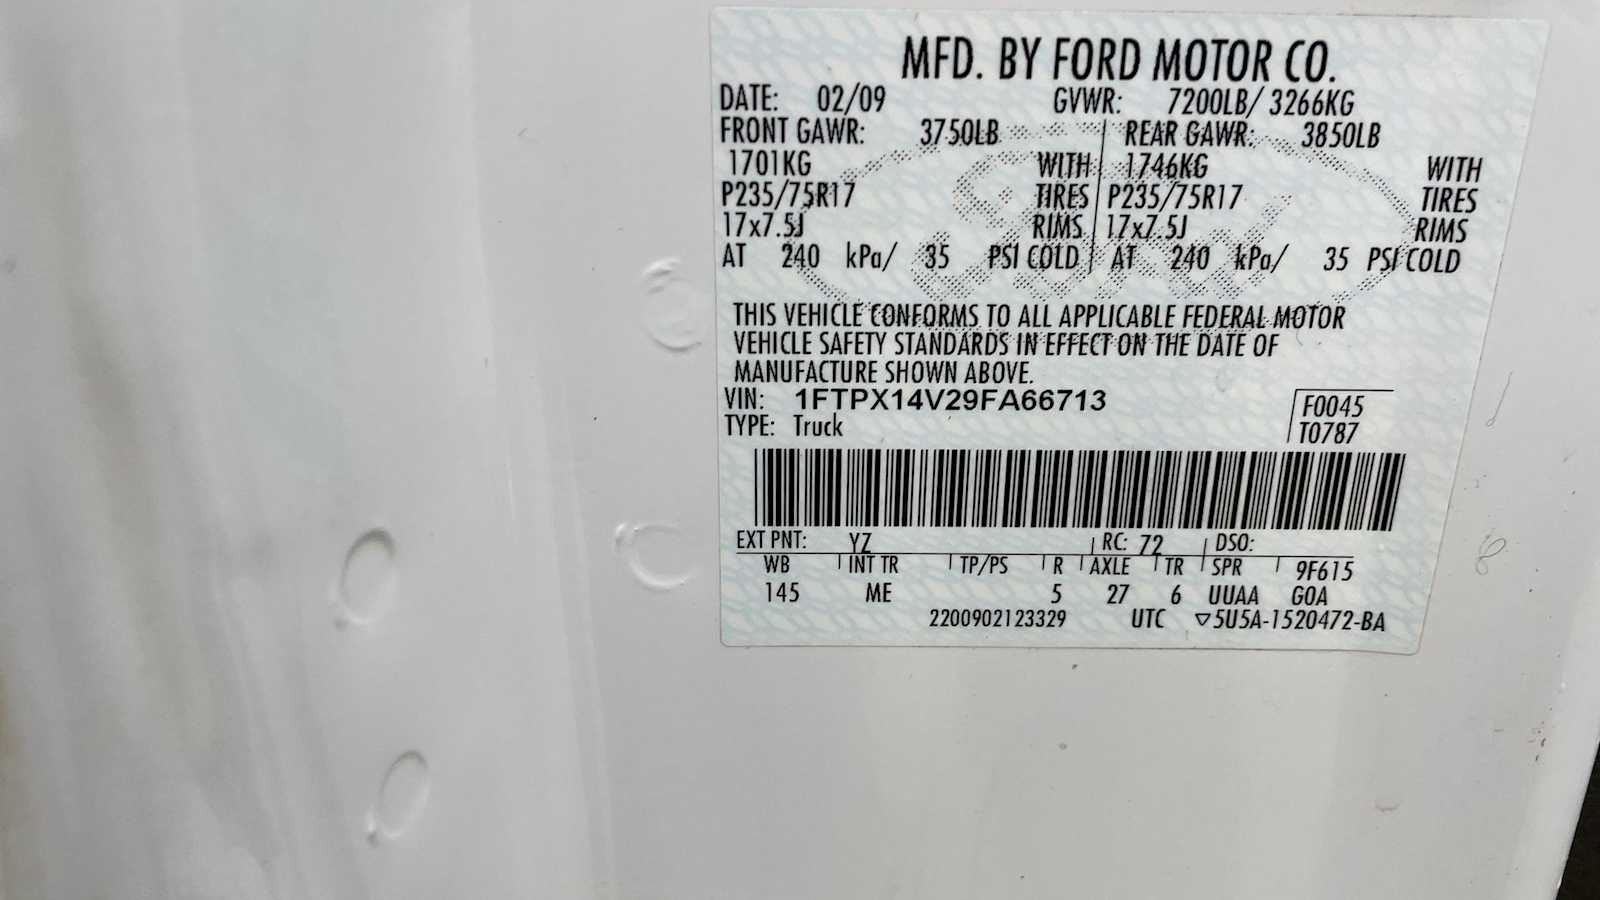 MFD. BY FORD MOTOR CO.
DATE: 02/09 GVWR: 7200LB/ 3266KG
FRONT GAWR: 3750LB REAR GAWR: 3850LB
1701KG WITH 1746KG WITH
P235/75R17 TIRES P235/75R17 TIRES
17x7.5J RIMS 17x7.5J RIMS
AT 240 kPa/ 35 PSI COLD AT 240 kPa/ 35 PSI COLD
THIS VEHICLE CONFORMS TO ALL APPLICABLE FEDERAL MOTOR
VEHICLE SAFETY STANDARDS IN EFFECT ON THE DATE OF
MANUFACTURE SHOWN ABOVE.
VIN: 1FTPX14V29FA66713 F0045
TYPE: Truck T0787
EXT PNT: YZ RC: 72 DSO:
WB INT TR TP/PS R AXLE TR SPR 9F615
145 ME 5 27 6 UUAA GOA
2200902123329 UTC ▽5U5A-1520472-BA